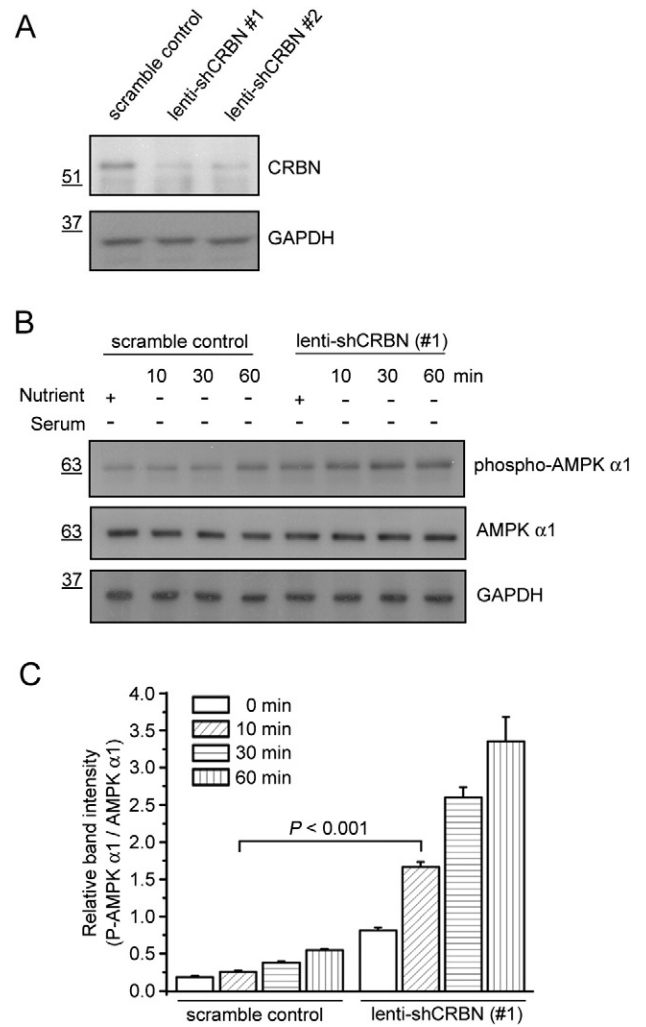 A
scramble control
lenti-shCRBN #1
lenti-shCRBN #2
51
CRBN
37
GAPDH
B
scramble control lenti-shCRBN (#1)
10 30 60 10 30 60 min
Nutrient + - - - + - - -
Serum - - - - - - - -
63 phospho-AMPK α1
63 AMPK α1
37 GAPDH
C
Relative band intensity
(P-AMPK α1 / AMPK α1)
4.0
3.5
3.0
2.5
2.0
1.5
1.0
0.5
0.0
0 min
10 min
30 min
60 min
P < 0.001
scramble control lenti-shCRBN (#1)